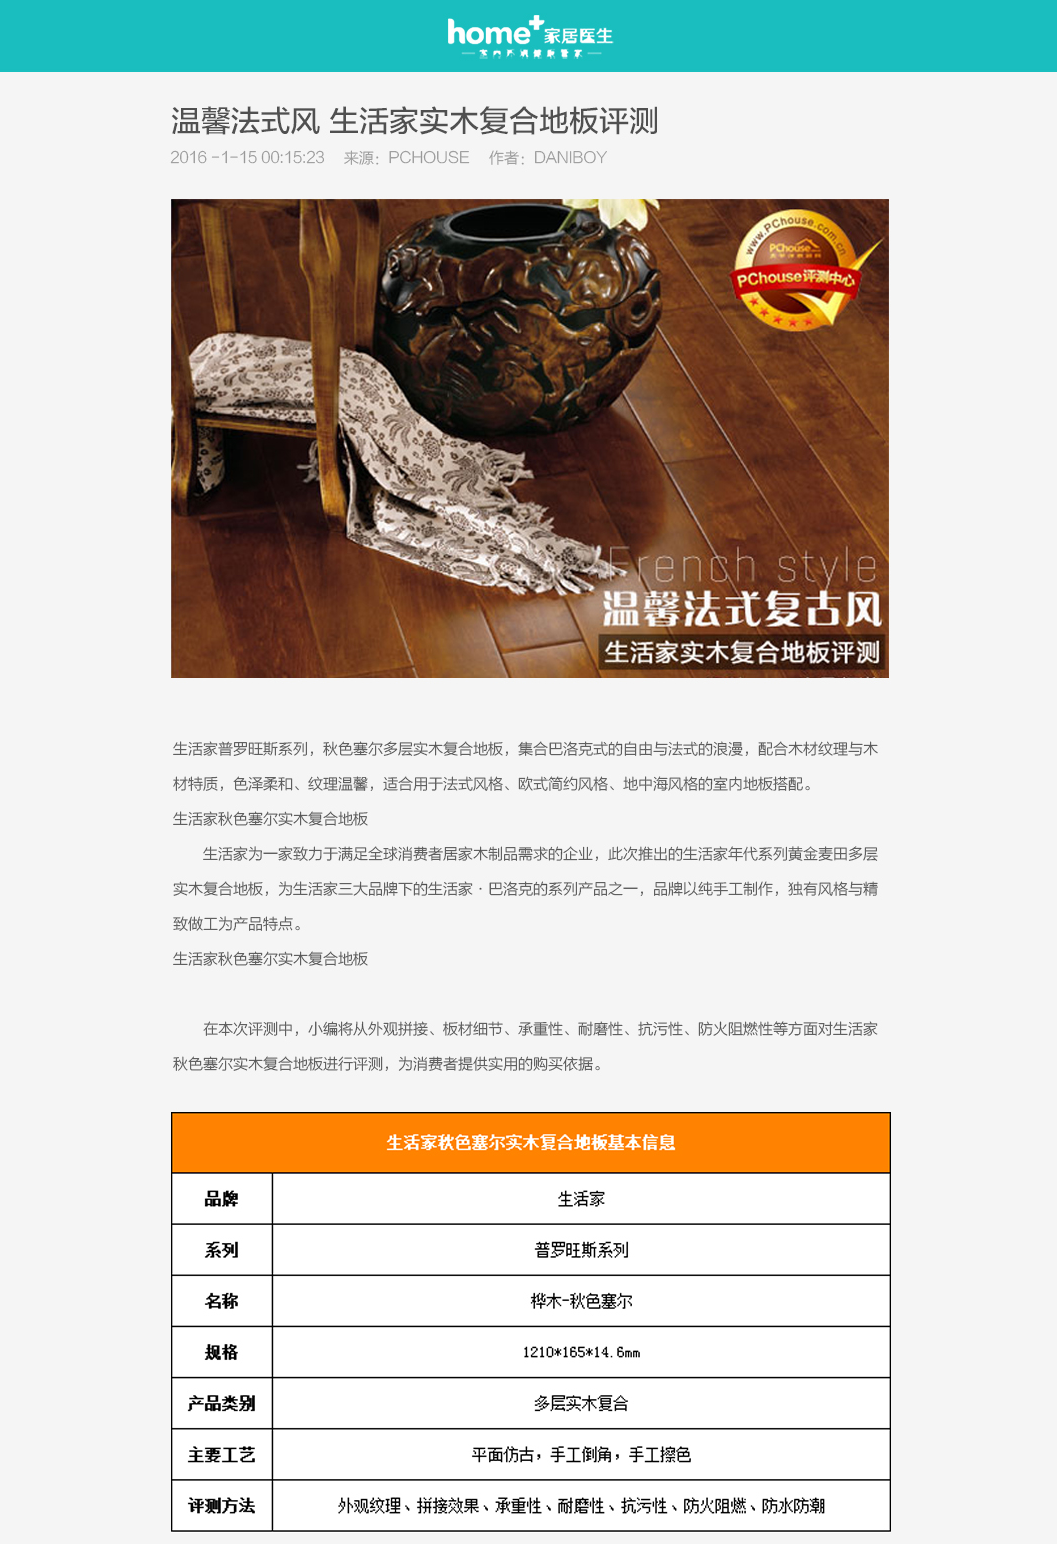 home+家居医生
室内环境健康管家
温馨法式风 生活家实木复合地板评测
2016 -1-15 00:15:23 来源：PCHOUSE 作者：DANIBOY
www.PChouse.com.cn
PChouse
PChouse评测中心
French style
温馨法式复古风
生活家实木复合地板评测
生活家普罗旺斯系列，秋色塞尔多层实木复合地板，集合巴洛克式的自由与法式的浪漫，配合木材纹理与木
材特质，色泽柔和、纹理温馨，适合用于法式风格、欧式简约风格、地中海风格的室内地板搭配。
生活家秋色塞尔实木复合地板
生活家为一家致力于满足全球消费者居家木制品需求的企业，此次推出的生活家年代系列黄金麦田多层
实木复合地板，为生活家三大品牌下的生活家·巴洛克的系列产品之一，品牌以纯手工制作，独有风格与精
致做工为产品特点。
生活家秋色塞尔实木复合地板
在本次评测中，小编将从外观拼接、板材细节、承重性、耐磨性、抗污性、防火阻燃性等方面对生活家
秋色塞尔实木复合地板进行评测，为消费者提供实用的购买依据。
生活家秋色塞尔实木复合地板基本信息
品牌 生活家
系列 普罗旺斯系列
名称 桦木-秋色塞尔
规格 1210*165*14.6mm
产品类别 多层实木复合
主要工艺 平面仿古，手工倒角，手工擦色
评测方法 外观纹理、拼接效果、承重性、耐磨性、抗污性、防火阻燃、防水防潮